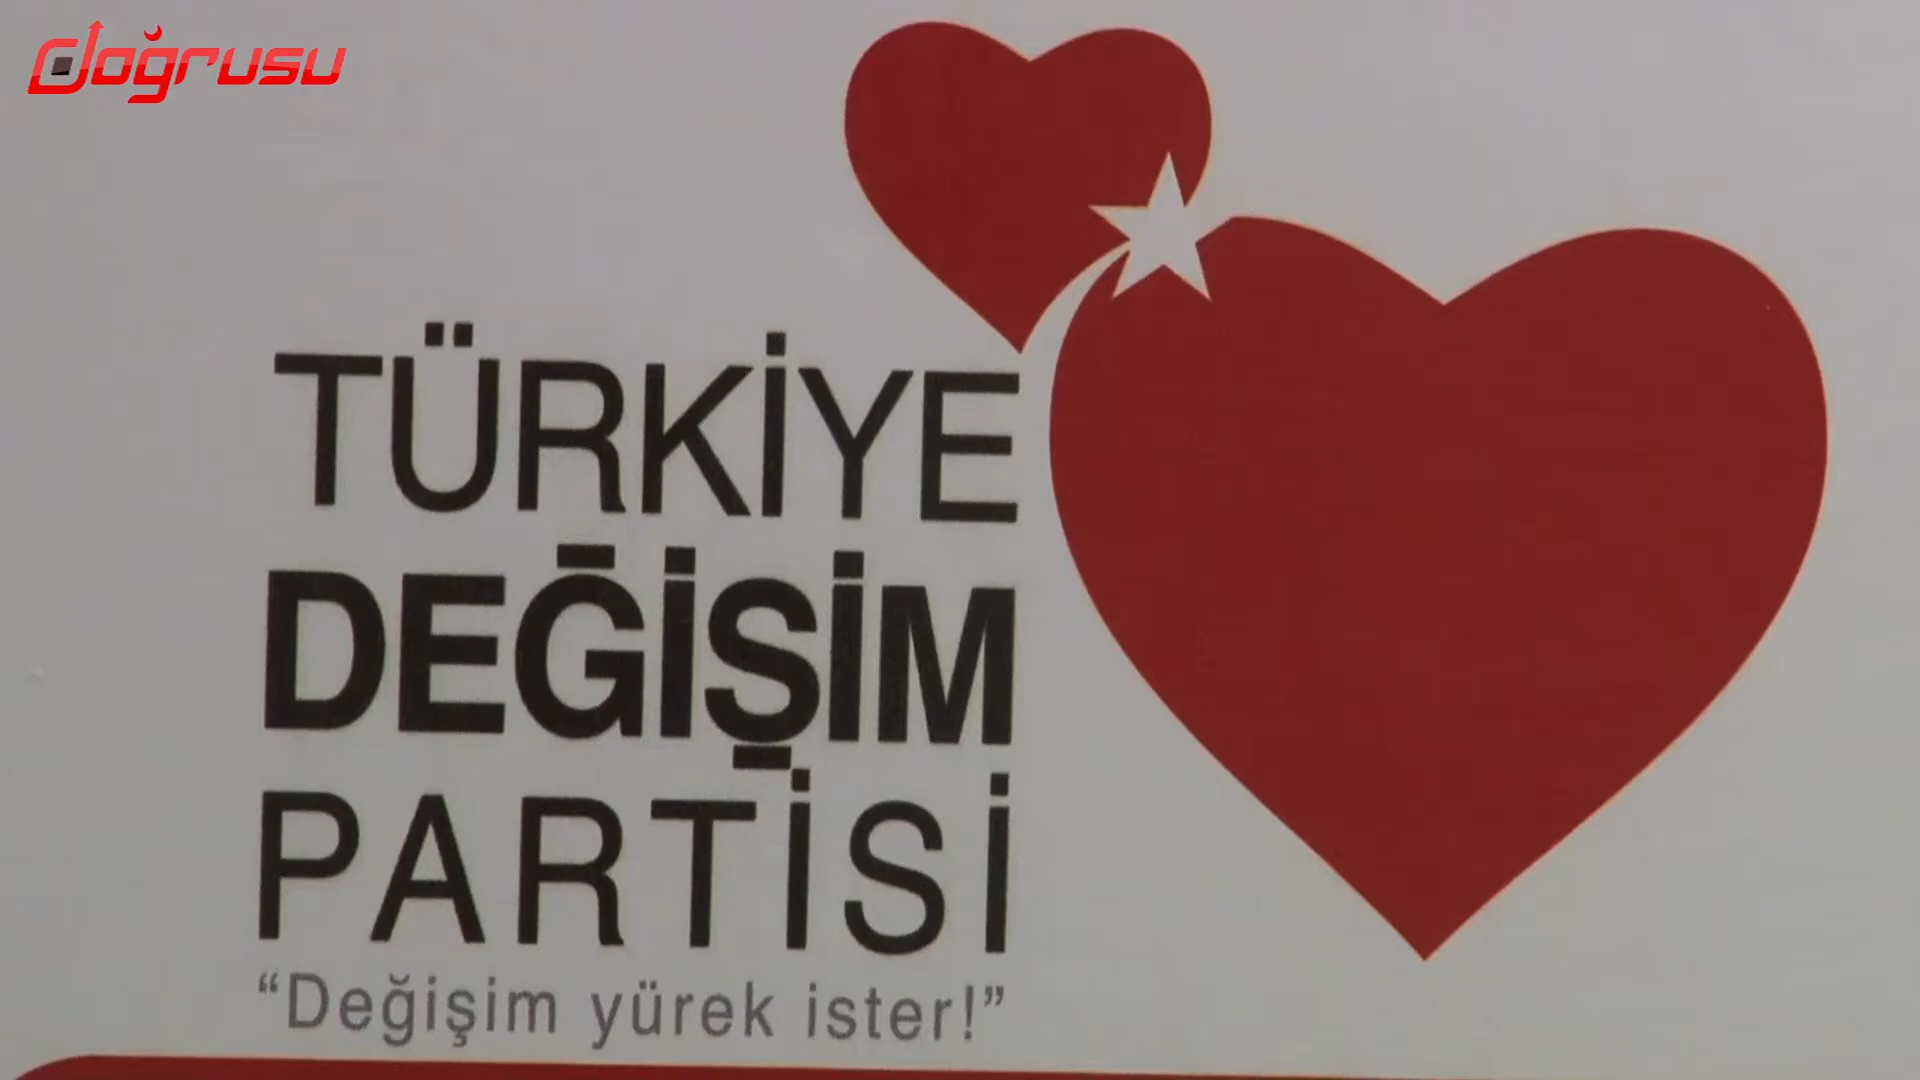 doğrusu
TÜRKİYE
DEĞİŞİM
PARTİSİ
“Değişim yürek ister!”